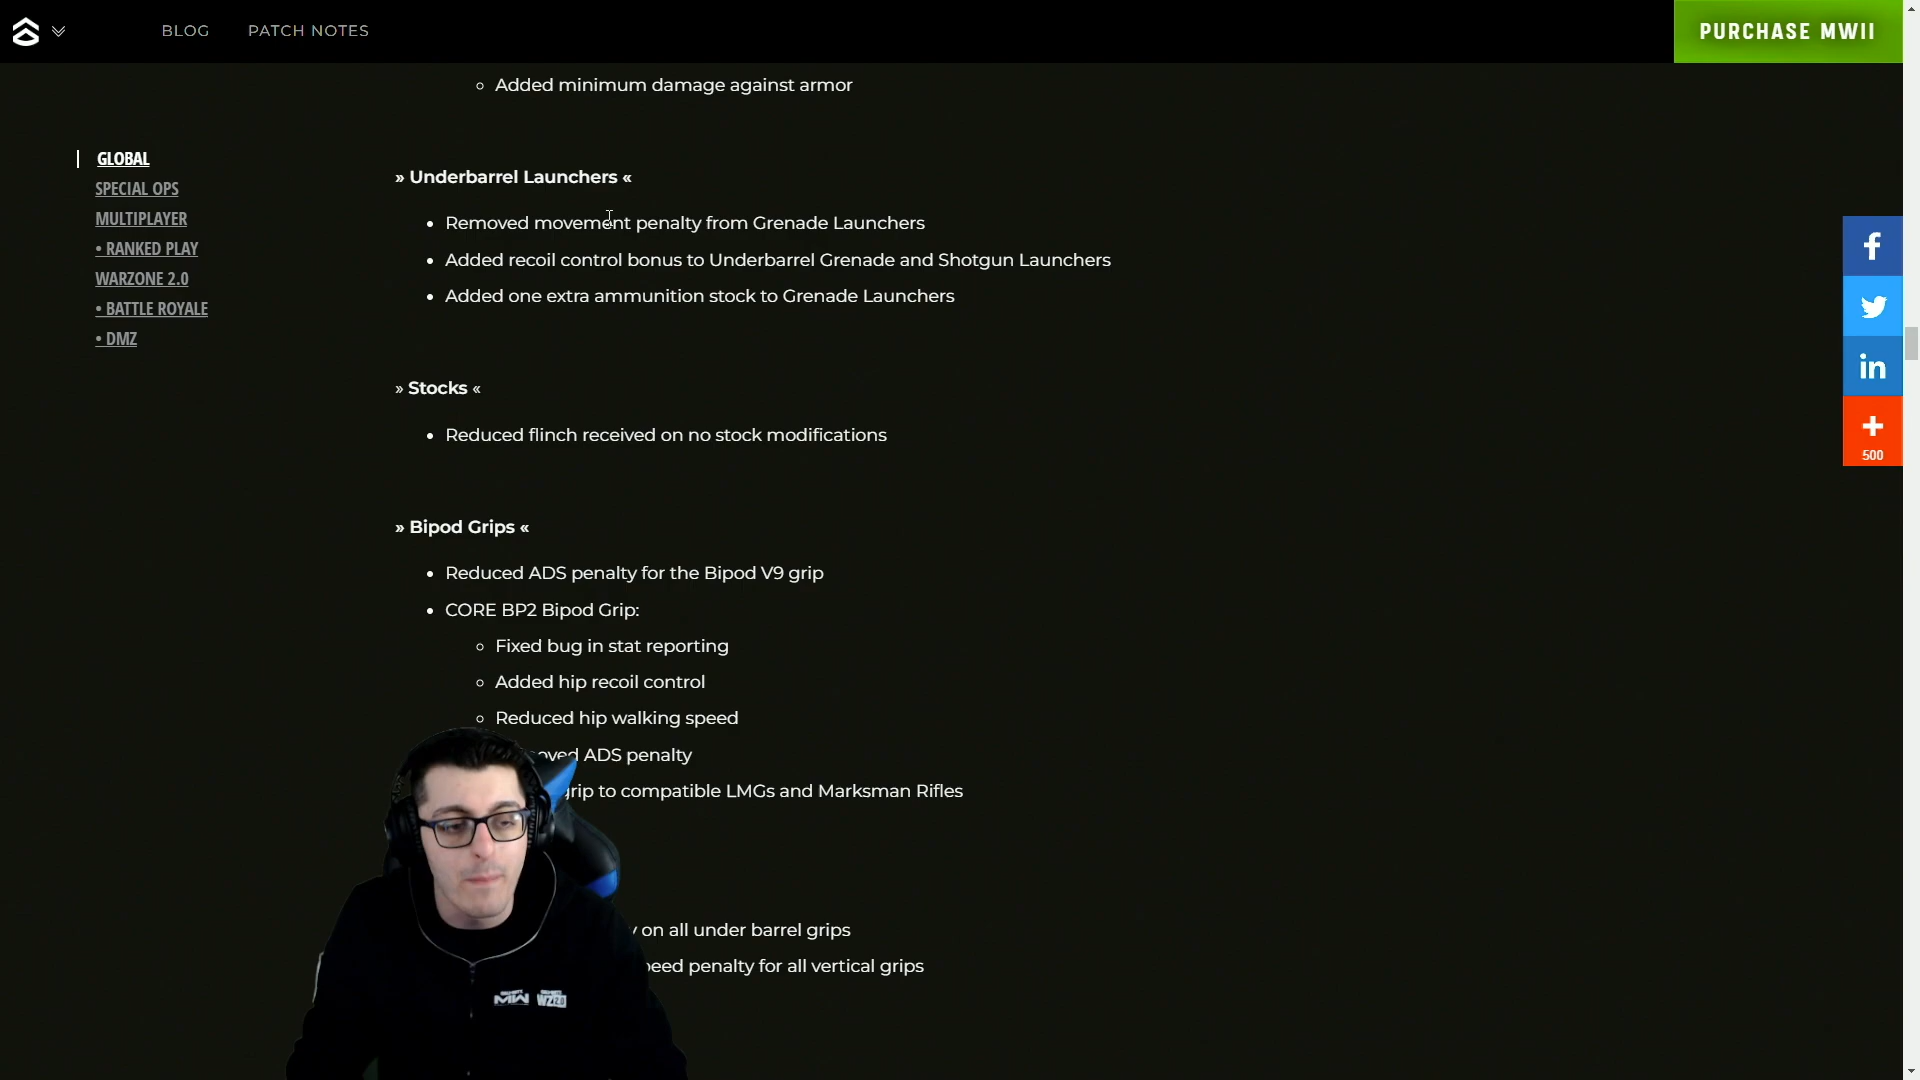 BLOG
PATCH NOTES
PURCHASE MWII
◦ Added minimum damage against armor
GLOBAL
SPECIAL OPS
MULTIPLAYER
• RANKED PLAY
WARZONE 2.0
• BATTLE ROYALE
• DMZ
» Underbarrel Launchers «
• Removed movement penalty from Grenade Launchers
• Added recoil control bonus to Underbarrel Grenade and Shotgun Launchers
• Added one extra ammunition stock to Grenade Launchers
» Stocks «
• Reduced flinch received on no stock modifications
» Bipod Grips «
• Reduced ADS penalty for the Bipod V9 grip
• CORE BP2 Bipod Grip:
◦ Fixed bug in stat reporting
◦ Added hip recoil control
◦ Reduced hip walking speed
ADS penalty
grip to compatible LMGs and Marksman Rifles
on all under barrel grips
penalty for all vertical grips
MW
WZ2.0
f
in
+
500